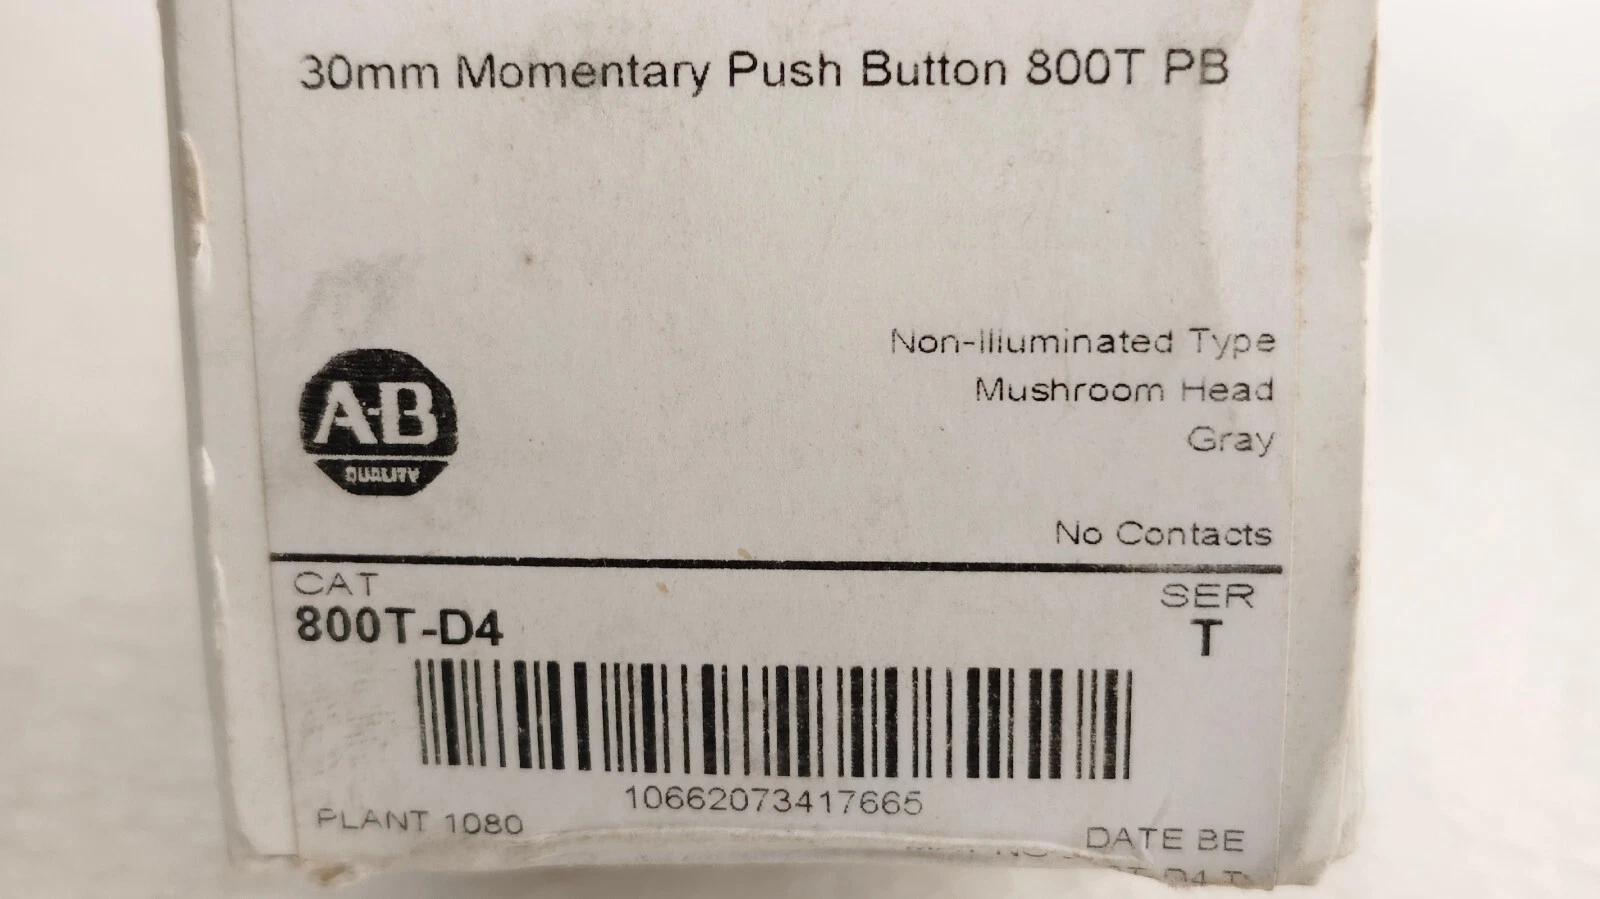 30mm Momentary Push Button 800T PB
Non-Illuminated Type
Mushroom Head
Gray
A-B
QUALITY
No Contacts
CAT
SER
800T-D4
T
10662073417665
PLANT 1080
DATE BE